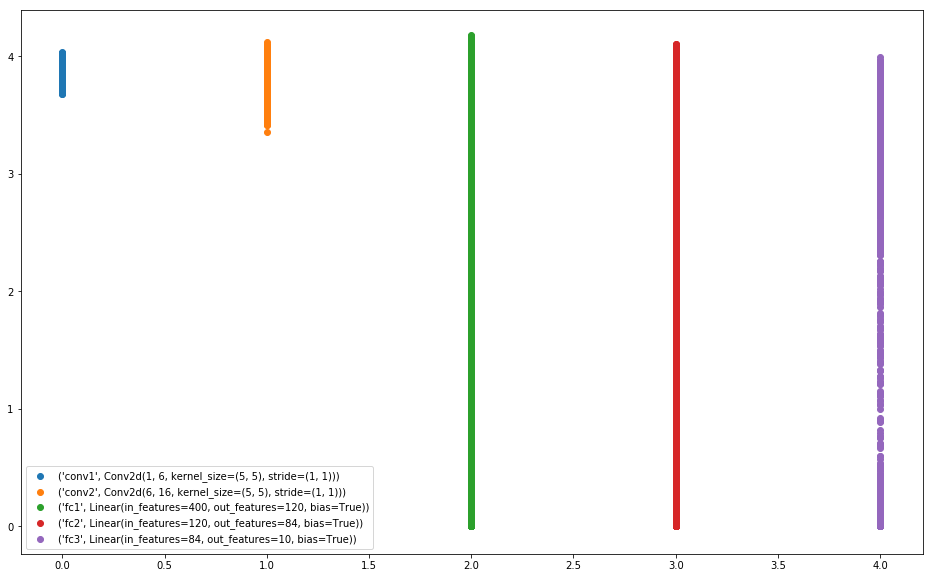 4
3
2
1
0
('conv1', Conv2d(1, 6, kernel_size=(5, 5), stride=(1, 1)))
('conv2', Conv2d(6, 16, kernel_size=(5, 5), stride=(1, 1)))
('fc1', Linear(in_features=400, out_features=120, bias=True))
('fc2', Linear(in_features=120, out_features=84, bias=True))
('fc3', Linear(in_features=84, out_features=10, bias=True))
0.0 0.5 1.0 1.5 2.0 2.5 3.0 3.5 4.0